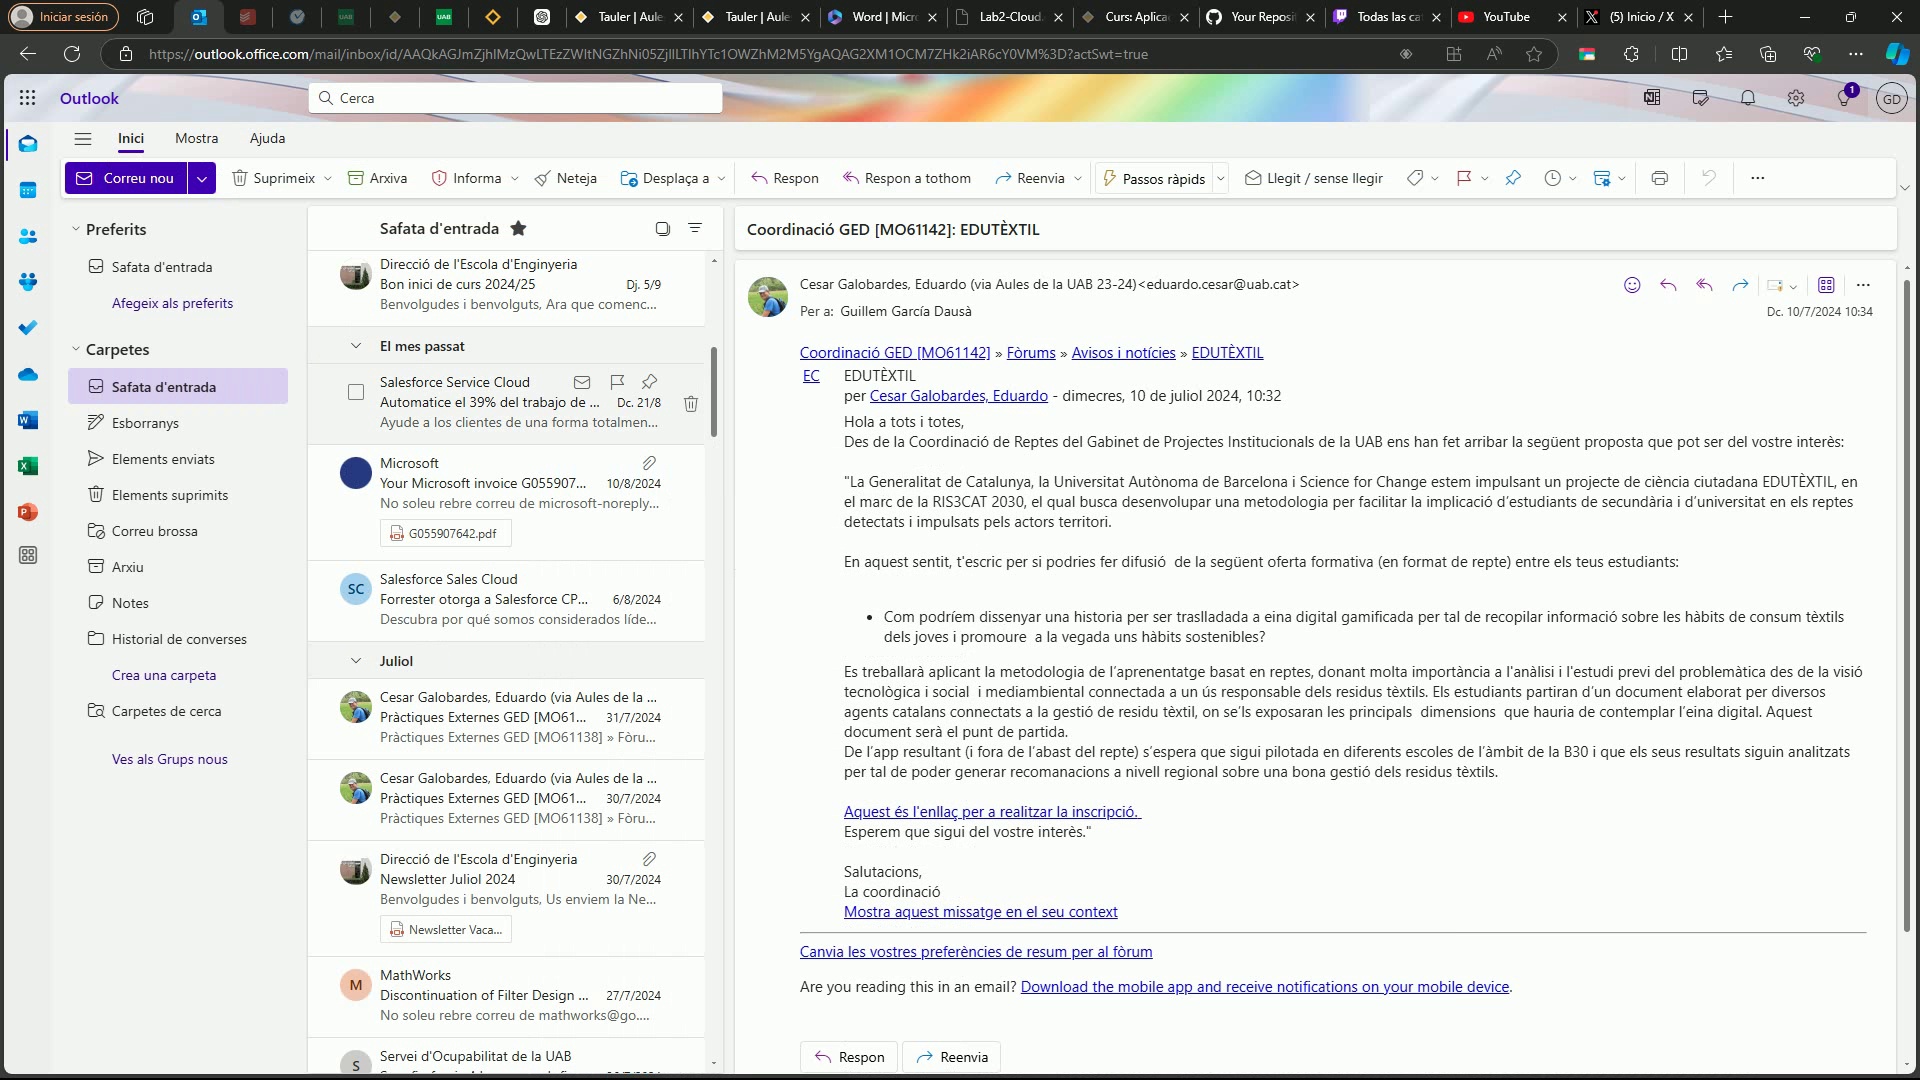 Iniciar sesión
Tauler | Aule
Tauler | Aule
Word | Micr
Lab2-Cloud.
Curs: Aplica
Your Reposi
Todas las ca
YouTube
(5) Inicio / X
https://outlook.office.com/mail/inbox/id/
Outlook
Cerca
1
GD
Inici
Mostra
Ajuda
Correu nou
Suprimeix
Arxiva
Informa
Neteja
Desplaça a
Respon
Respon a tothom
Reenvia
Passos ràpids
Llegit / sense llegir
Preferits
Safata d'entrada
Afegeix als preferits
Carpetes
Safata d'entrada
Esborranys
Elements enviats
Elements suprimits
Correu brossa
Arxiu
Notes
Historial de converses
Crea una carpeta
Carpetes de cerca
Ves als Grups nous
Safata d'entrada
Direcció de l'Escola d'Enginyeria
Bon inici de curs 2024/25 Dj. 5/9
Benvolgudes i benvolguts, Ara que comenc...
El mes passat
Salesforce Service Cloud
Automatice el 39% del trabajo de ... Dc. 21/8
Ayude a los clientes de una forma totalmen...
Microsoft
Your Microsoft invoice G055907... 10/8/2024
No soleu rebre correu de microsoft-noreply...
G055907642.pdf
SC
Salesforce Sales Cloud
Forrester otorga a Salesforce CP... 6/8/2024
Descubra por qué somos considerados líde...
Juliol
Cesar Galobardes, Eduardo (via Aules de la ...
Pràctiques Externes GED [MO61... 31/7/2024
Pràctiques Externes GED [MO61138] » Fòru...
Cesar Galobardes, Eduardo (via Aules de la ...
Pràctiques Externes GED [MO61... 30/7/2024
Pràctiques Externes GED [MO61138] » Fòru...
Direcció de l'Escola d'Enginyeria
Newsletter Juliol 2024 30/7/2024
Benvolgudes i benvolguts, Us enviem la Ne...
Newsletter Vaca...
M
MathWorks
Discontinuation of Filter Design ... 27/7/2024
No soleu rebre correu de mathworks@go....
S
Servei d'Ocupabilitat de la UAB
Coordinació GED [MO61142]: EDUTÈXTIL
Cesar Galobardes, Eduardo (via Aules de la UAB 23-24)<eduardo.cesar@uab.cat>
Per a: Guillem García Dausà
Dc. 10/7/2024 10:34
Coordinació GED [MO61142] » Fòrums » Avisos i notícies » EDUTÈXTIL
EC EDUTÈXTIL
per Cesar Galobardes, Eduardo - dimecres, 10 de juliol 2024, 10:32
Hola a tots i totes,
Des de la Coordinació de Reptes del Gabinet de Projectes Institucionals de la UAB ens han fet arribar la següent proposta que pot ser del vostre interès:
"La Generalitat de Catalunya, la Universitat Autònoma de Barcelona i Science for Change estem impulsant un projecte de ciència ciutadana EDUTÈXTIL, en
el marc de la RIS3CAT 2030, el qual busca desenvolupar una metodologia per facilitar la implicació d'estudiants de secundària i d'universitat en els reptes
detectats i impulsats pels actors territori.
En aquest sentit, t'escric per si podries fer difusió de la següent oferta formativa (en format de repte) entre els teus estudiants:
• Com podríem dissenyar una historia per ser traslladada a eina digital gamificada per tal de recopilar informació sobre les hàbits de consum tèxtils
dels joves i promoure a la vegada uns hàbits sostenibles?
Es treballarà aplicant la metodologia de l'aprenentatge basat en reptes, donant molta importància a l'anàlisi i l'estudi previ del problemàtica des de la visió
tecnològica i social i mediambiental connectada a un ús responsable dels residus tèxtils. Els estudiants partiran d'un document elaborat per diversos
agents catalans connectats a la gestió de residu tèxtil, on se'ls exposaran les principals dimensions que hauria de contemplar l'eina digital. Aquest
document serà el punt de partida.
De l'app resultant (i fora de l'abast del repte) s'espera que sigui pilotada en diferents escoles de l'àmbit de la B30 i que els seus resultats siguin analitzats
per tal de poder generar recomanacions a nivell regional sobre una bona gestió dels residus tèxtils.
Aquest és l'enllaç per a realitzar la inscripció.
Esperem que sigui del vostre interès."
Salutacions,
La coordinació
Mostra aquest missatge en el seu context
Canvia les vostres preferències de resum per al fòrum
Are you reading this in an email? Download the mobile app and receive notifications on your mobile device.
Respon
Reenvia